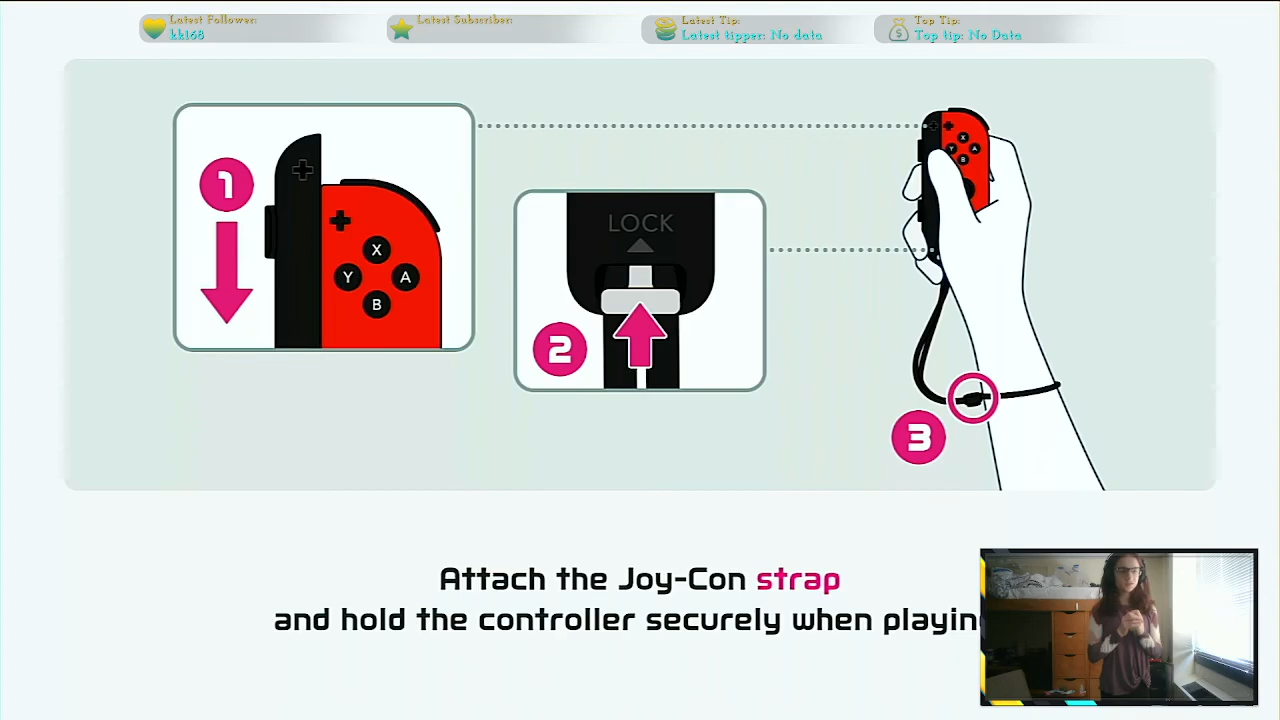 Latest Follower:
kk168
Latest Subscriber:
Latest Tip:
Latest tipper: No data
Top Tip:
Top tip: No Data
1
X
Y
A
B
LOCK
2
X
Y
A
B
3
Attach the Joy-Con strap
and hold the controller securely when playin